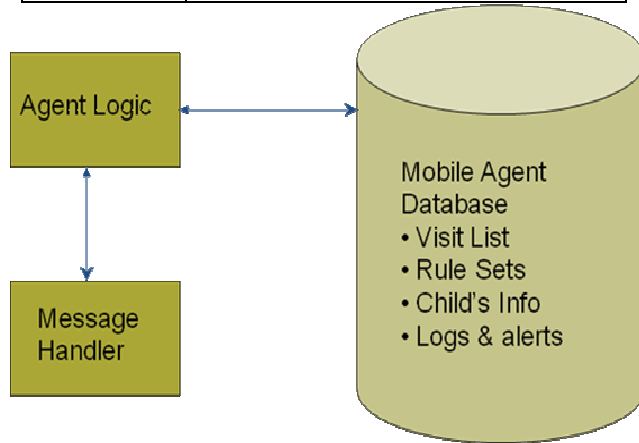 Agent Logic
Message
Handler
Mobile Agent
Database
• Visit List
• Rule Sets
• Child's Info
• Logs & alerts